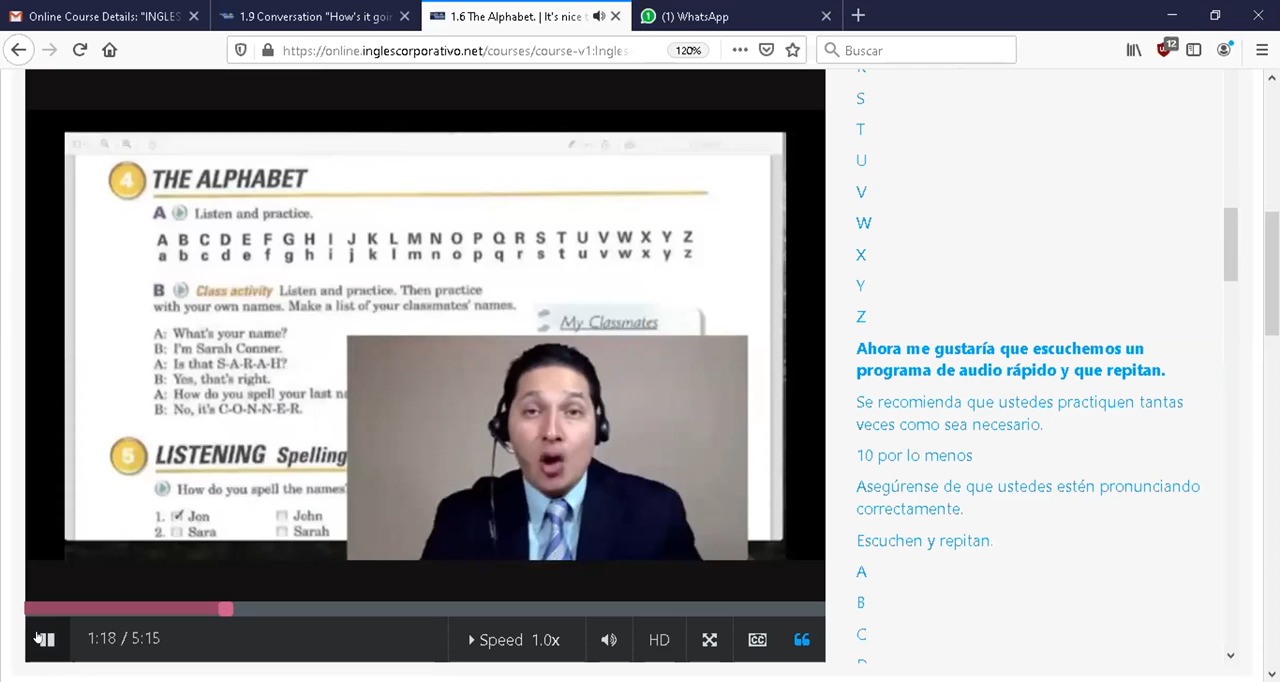 Online Course Details: "INGLES
1.9 Conversation "How's it goi
1.6 The Alphabet. | It's nice t
(1) WhatsApp
https://online.inglescorporativo.net/courses/course-v1:Ingles-
120%
Buscar
12
4 THE ALPHABET
A Listen and practice.
A B C D E F G H I J K L M N O P Q R S T U V W X Y Z
a b c d e f g h i j k l m n o p q r s t u v w x y z
B Class activity Listen and practice. Then practice
with your own names. Make a list of your classmates' names.
My Classmates
A: What's your name?
B: I'm Sarah Conner.
A: Is that S-A-R-A-H?
B: Yes, that's right.
A: How do you spell your last
B: No, it's C-O-N-N-E-R.
5 LISTENING Spelling
How do you spell the names
1. Jon John
2. Sara Sarah
1:18 / 5:15
Speed 1.0x
HD
CC
S
T
U
V
W
X
Y
Z
Ahora me gustaría que escuchemos un
programa de audio rápido y que repitan.
Se recomienda que ustedes practiquen tantas
veces como sea necesario.
10 por lo menos
Asegúrense de que ustedes estén pronunciando
correctamente.
Escuchen y repitan.
A
B
C